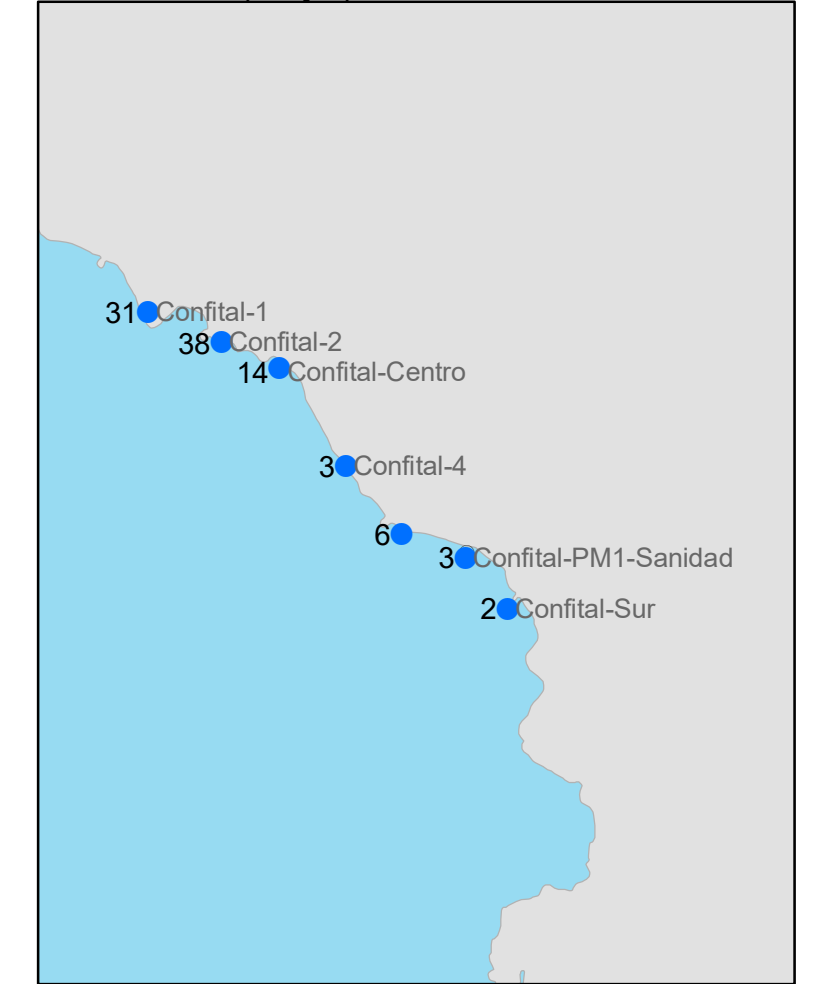 31 Confital-1
38 Confital-2
14 Confital-Centro
3 Confital-4
6
3 Confital-PM1-Sanidad
2 Confital-Sur